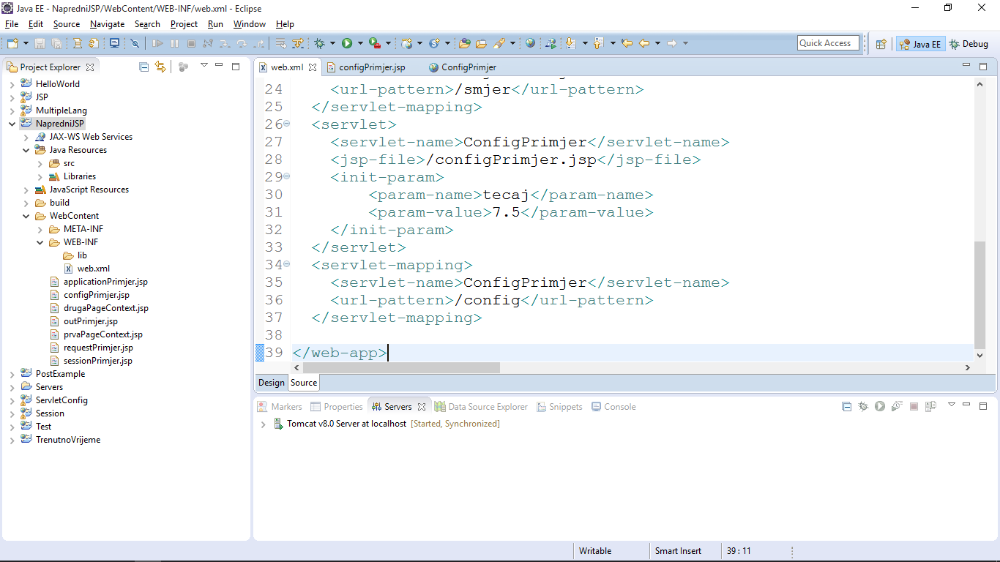 Java EE - NapredniJSP/WebContent/WEB-INF/web.xml - Eclipse
File Edit Source Navigate Search Project Run Window Help
Quick Access
Java EE
Debug
Project Explorer
HelloWorld
JSP
MultipleLang
NapredniJSP
JAX-WS Web Services
Java Resources
src
Libraries
JavaScript Resources
build
WebContent
META-INF
WEB-INF
lib
web.xml
applicationPrimjer.jsp
configPrimjer.jsp
drugaPageContext.jsp
outPrimjer.jsp
prvaPageContext.jsp
requestPrimjer.jsp
sessionPrimjer.jsp
PostExample
Servers
ServletConfig
Session
Test
TrenutnoVrijeme
web.xml configPrimjer.jsp ConfigPrimjer
24 <url-pattern>/smjer</url-pattern>
25 </servlet-mapping>
26 <servlet>
27 <servlet-name>ConfigPrimjer</servlet-name>
28 <jsp-file>/configPrimjer.jsp</jsp-file>
29 <init-param>
30 <param-name>tecaj</param-name>
31 <param-value>7.5</param-value>
32 </init-param>
33 </servlet>
34 <servlet-mapping>
35 <servlet-name>ConfigPrimjer</servlet-name>
36 <url-pattern>/config</url-pattern>
37 </servlet-mapping>
38
39 </web-app>
Design Source
Markers Properties Servers Data Source Explorer Snippets Console
Tomcat v8.0 Server at localhost [Started, Synchronized]
Writable Smart Insert 39 : 11